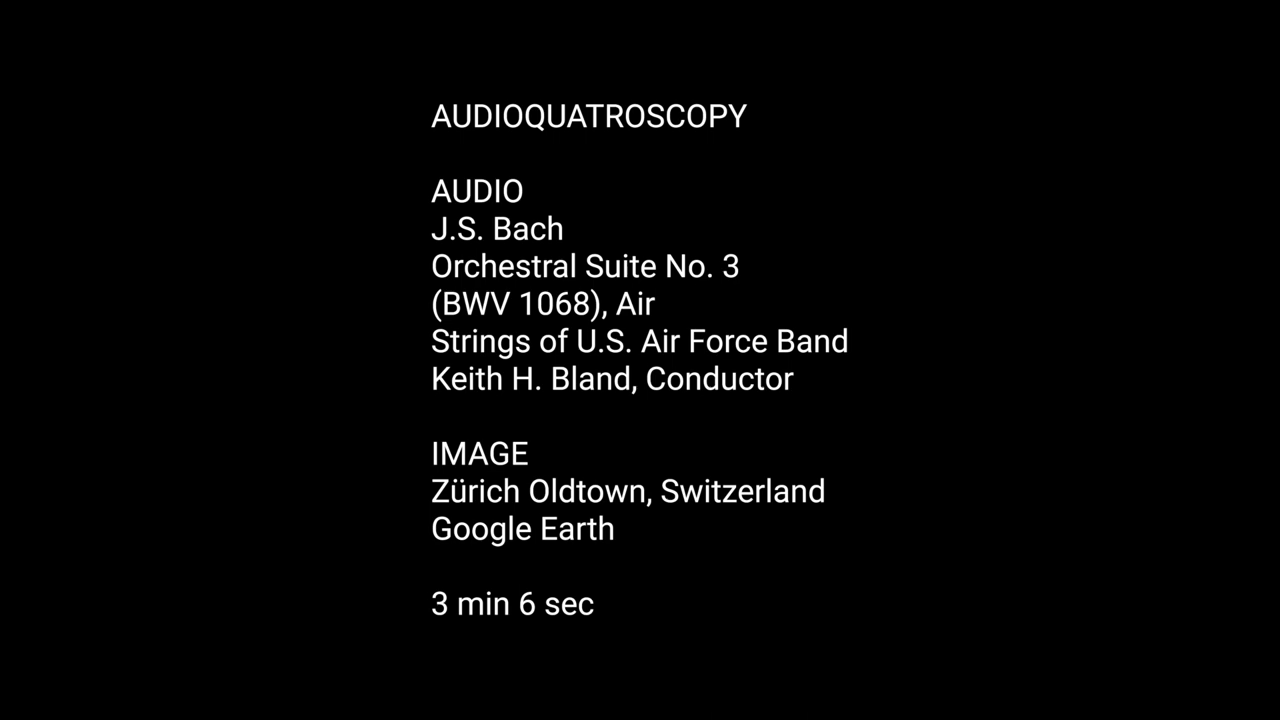 AUDIOQUATROSCOPY
AUDIO
J.S. Bach
Orchestral Suite No. 3
(BWV 1068), Air
Strings of U.S. Air Force Band
Keith H. Bland, Conductor
IMAGE
Zürich Oldtown, Switzerland
Google Earth
3 min 6 sec